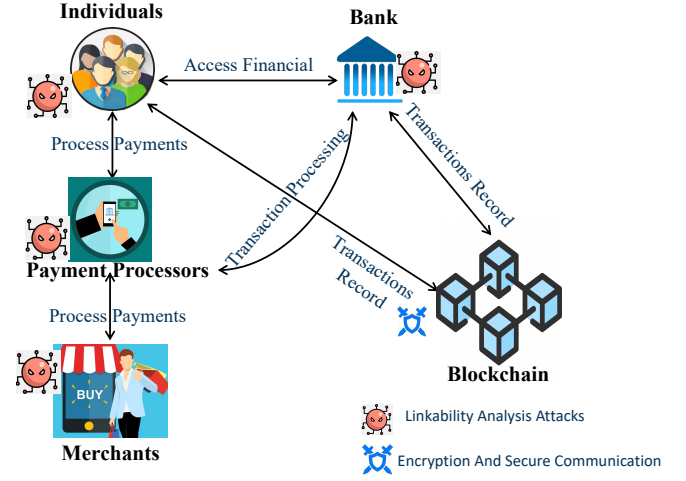 Individuals
Bank
Access Financial
Process Payments
Transaction Processing
Transactions Record
Payment Processors
Transactions
Record
Process Payments
BUY
Merchants
Blockchain
Linkability Analysis Attacks
Encryption And Secure Communication